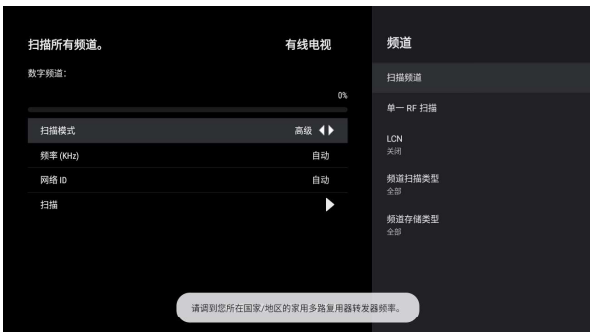 扫描所有频道。 有线电视
数字频道：
0%
扫描模式 高级
频率 (KHz) 自动
网络 ID 自动
扫描
频道
扫描频道
单一 RF 扫描
LCN
关闭
频道扫描类型
全部
频道存储类型
全部
请调到您所在国家/地区的家用多路复用器转发器频率。